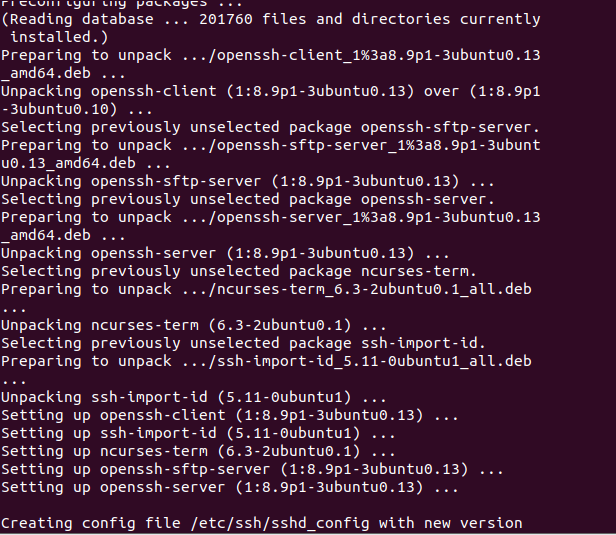 Preconfiguring packages ...
(Reading database ... 201760 files and directories currently
 installed.)
Preparing to unpack .../openssh-client_1%3a8.9p1-3ubuntu0.13
_amd64.deb ...
Unpacking openssh-client (1:8.9p1-3ubuntu0.13) over (1:8.9p1
-3ubuntu0.10) ...
Selecting previously unselected package openssh-sftp-server.
Preparing to unpack .../openssh-sftp-server_1%3a8.9p1-3ubunt
u0.13_amd64.deb ...
Unpacking openssh-sftp-server (1:8.9p1-3ubuntu0.13) ...
Selecting previously unselected package openssh-server.
Preparing to unpack .../openssh-server_1%3a8.9p1-3ubuntu0.13
_amd64.deb ...
Unpacking openssh-server (1:8.9p1-3ubuntu0.13) ...
Selecting previously unselected package ncurses-term.
Preparing to unpack .../ncurses-term_6.3-2ubuntu0.1_all.deb
...
Unpacking ncurses-term (6.3-2ubuntu0.1) ...
Selecting previously unselected package ssh-import-id.
Preparing to unpack .../ssh-import-id_5.11-0ubuntu1_all.deb
...
Unpacking ssh-import-id (5.11-0ubuntu1) ...
Setting up openssh-client (1:8.9p1-3ubuntu0.13) ...
Setting up ssh-import-id (5.11-0ubuntu1) ...
Setting up ncurses-term (6.3-2ubuntu0.1) ...
Setting up openssh-sftp-server (1:8.9p1-3ubuntu0.13) ...
Setting up openssh-server (1:8.9p1-3ubuntu0.13) ...

Creating config file /etc/ssh/sshd_config with new version